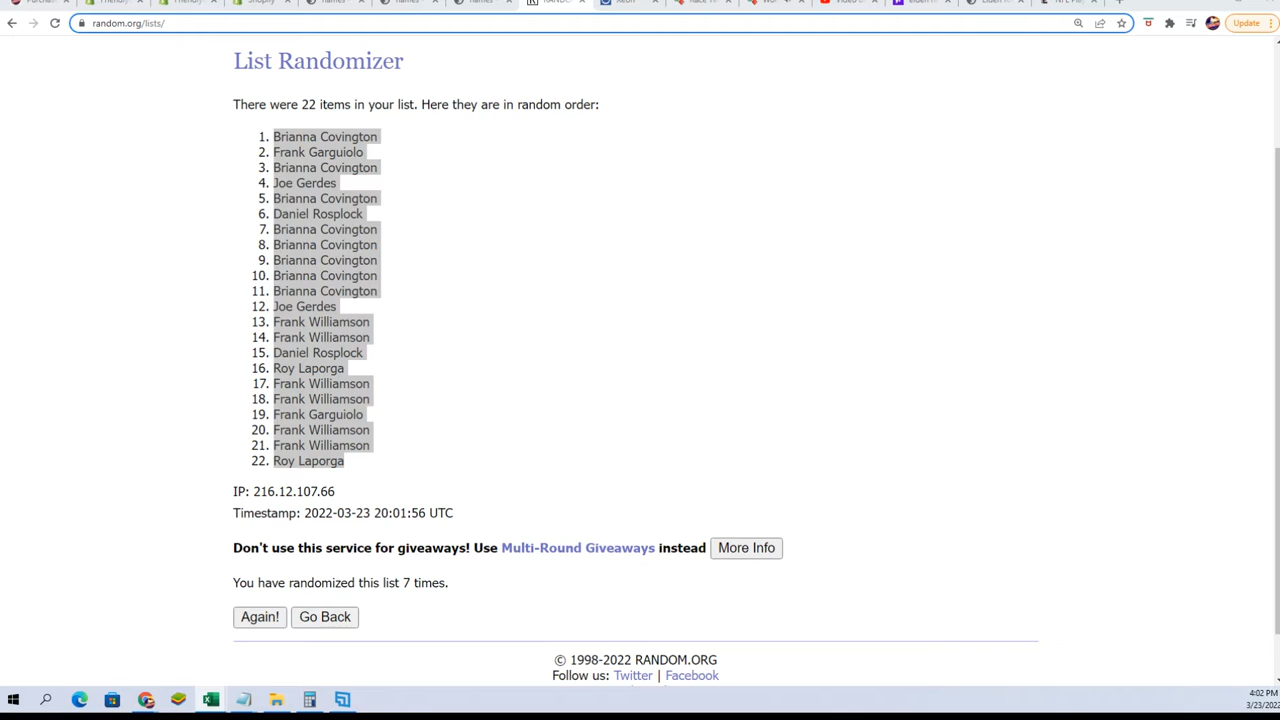 random.org/lists/
Update
List Randomizer
There were 22 items in your list. Here they are in random order:
1. Brianna Covington
2. Frank Garguiolo
3. Brianna Covington
4. Joe Gerdes
5. Brianna Covington
6. Daniel Rosplock
7. Brianna Covington
8. Brianna Covington
9. Brianna Covington
10. Brianna Covington
11. Brianna Covington
12. Joe Gerdes
13. Frank Williamson
14. Frank Williamson
15. Daniel Rosplock
16. Roy Laporga
17. Frank Williamson
18. Frank Williamson
19. Frank Garguiolo
20. Frank Williamson
21. Frank Williamson
22. Roy Laporga
IP: 216.12.107.66
Timestamp: 2022-03-23 20:01:56 UTC
Don't use this service for giveaways! Use Multi-Round Giveaways instead More Info
You have randomized this list 7 times.
Again! Go Back
© 1998-2022 RANDOM.ORG
Follow us: Twitter | Facebook
4:02 PM